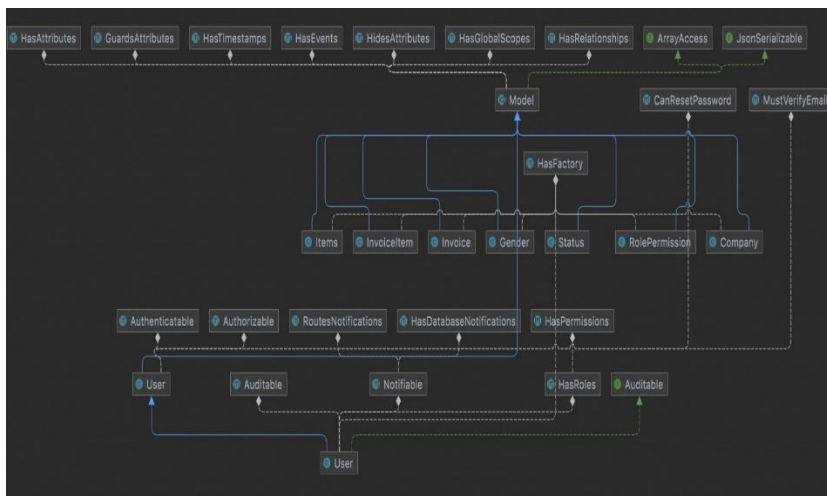 HasAttributes GuardsAttributes HasTimestamps HasEvents HidesAttributes HasGlobalScopes HasRelationships ArrayAccess JsonSerializable
Model CanResetPassword MustVerifyEmail
HasFactory
Items InvoiceItem Invoice Gender Status RolePermission Company
Authenticatable Authorizable RoutesNotifications HasDatabaseNotifications HasPermissions
User Auditable Notifiable HasRoles Auditable
User